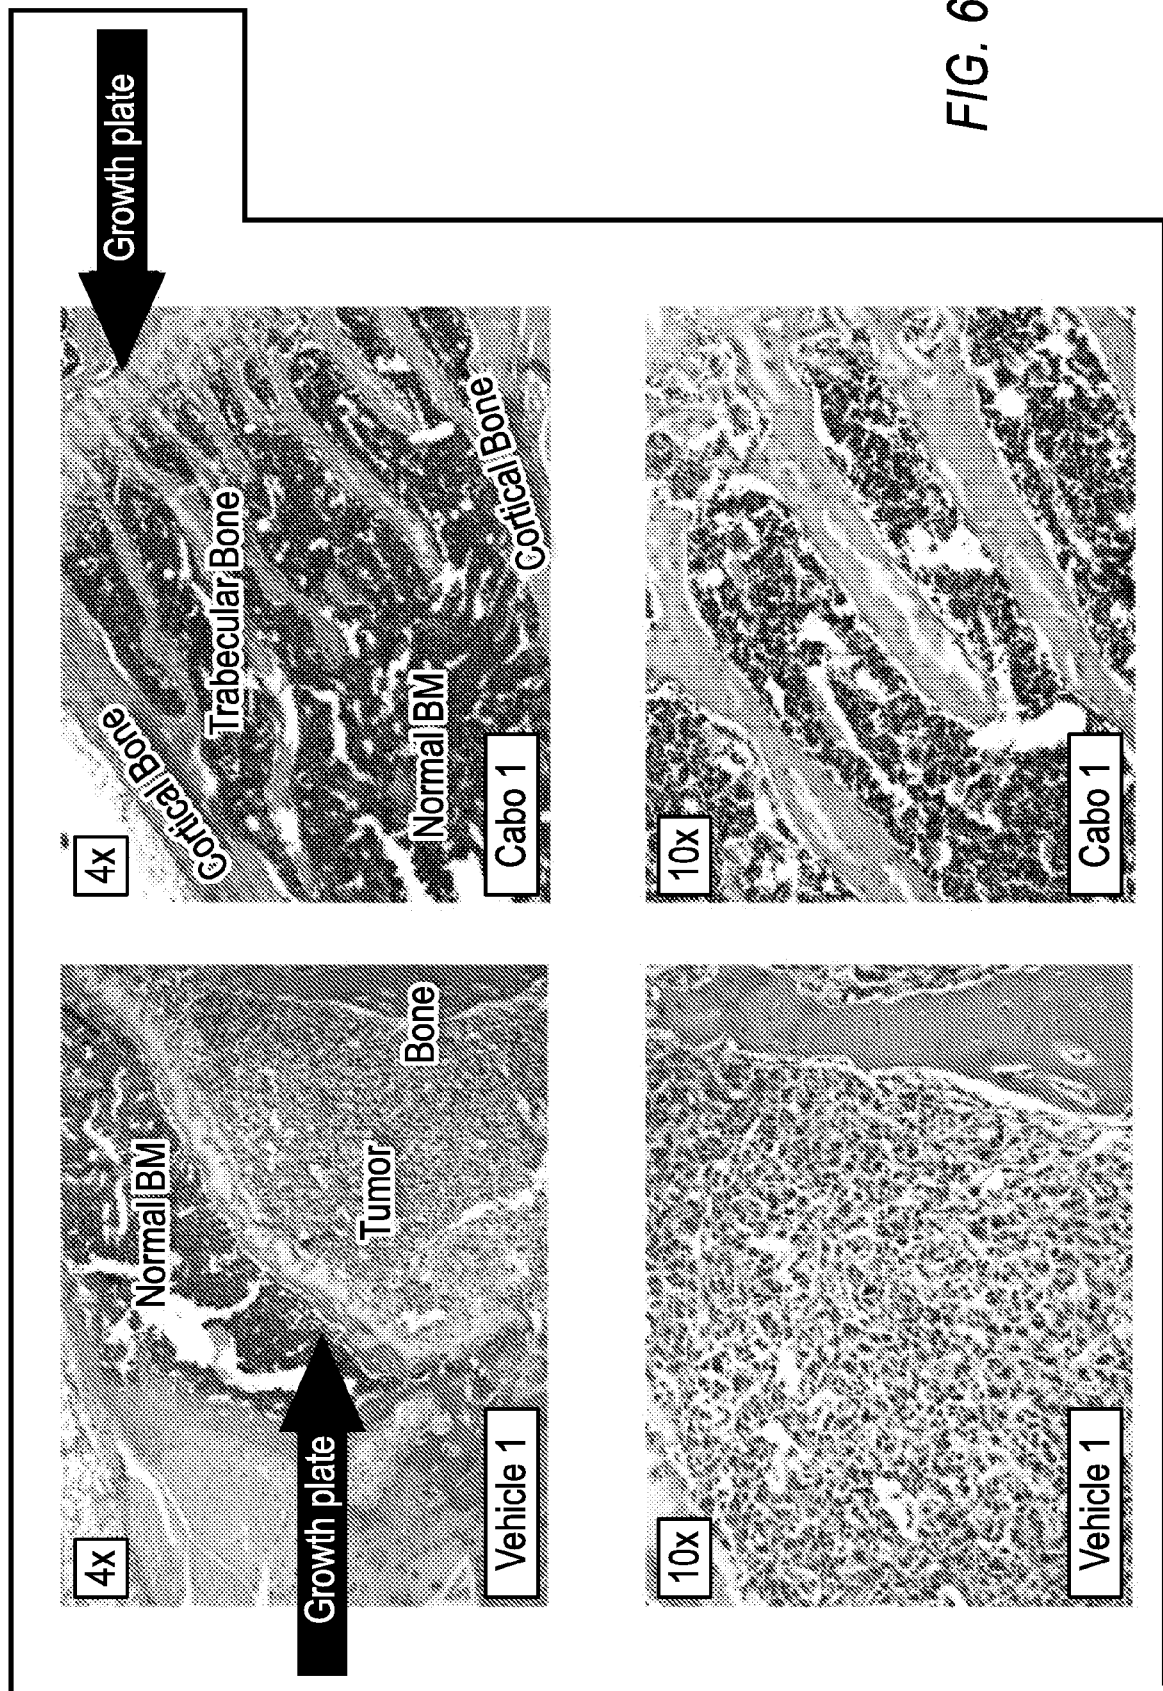 4x
Normal BM
Growth plate
Tumor
Bone
Vehicle 1
Growth plate
4x
Cortical Bone
Trabecular Bone
Normal BM
Cortical Bone
Cabo 1
10x
Vehicle 1
10x
Cabo 1
FIG. 6